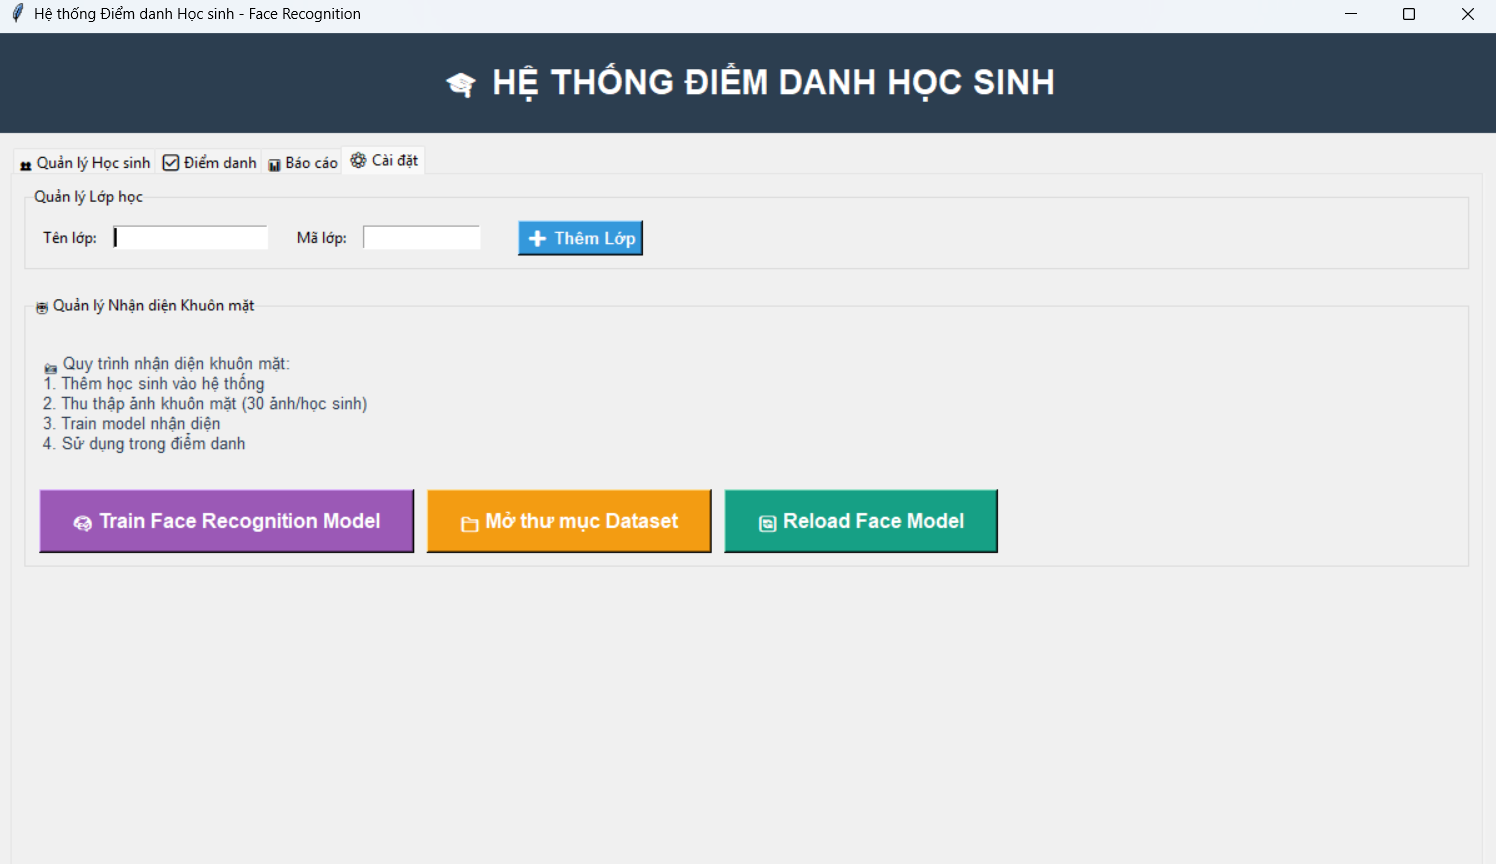 Hệ thống Điểm danh Học sinh - Face Recognition
HỆ THỐNG ĐIỂM DANH HỌC SINH
Quản lý Học sinh Điểm danh Báo cáo Cài đặt
Quản lý Lớp học
Tên lớp: Mã lớp: Thêm Lớp
Quản lý Nhận diện Khuôn mặt
Quy trình nhận diện khuôn mặt:
1. Thêm học sinh vào hệ thống
2. Thu thập ảnh khuôn mặt (30 ảnh/học sinh)
3. Train model nhận diện
4. Sử dụng trong điểm danh
Train Face Recognition Model Mở thư mục Dataset Reload Face Model